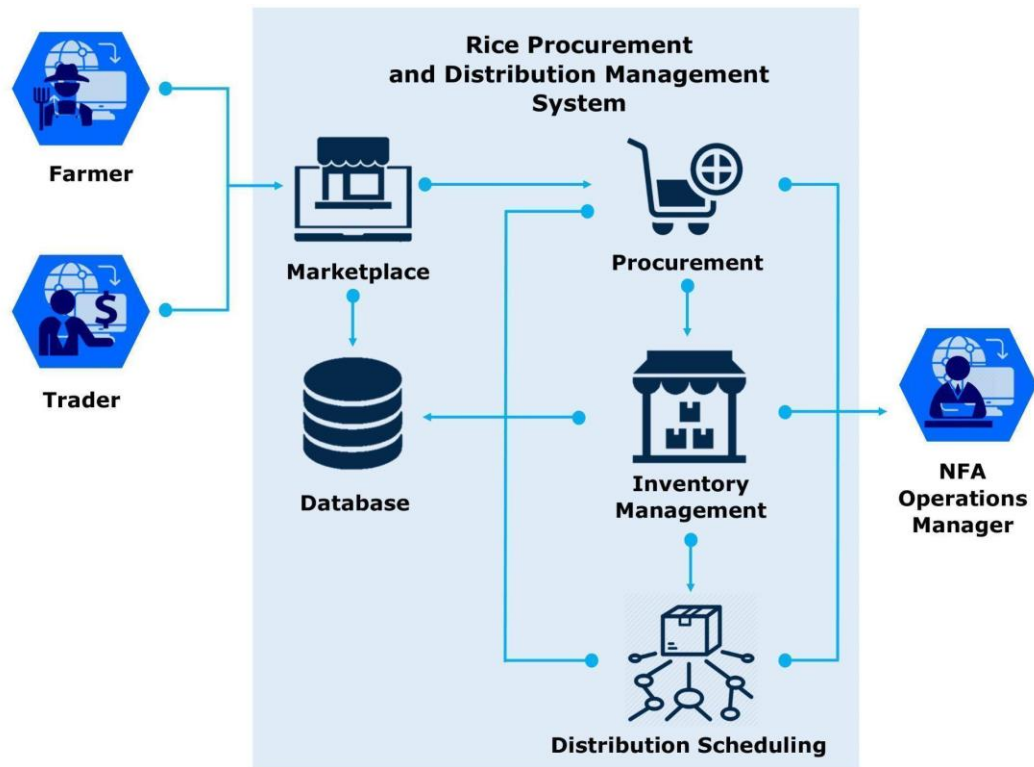 Rice Procurement
and Distribution Management
System
Farmer
Marketplace
Procurement
$
Trader
Database
Inventory
Management
NFA
Operations
Manager
Distribution Scheduling